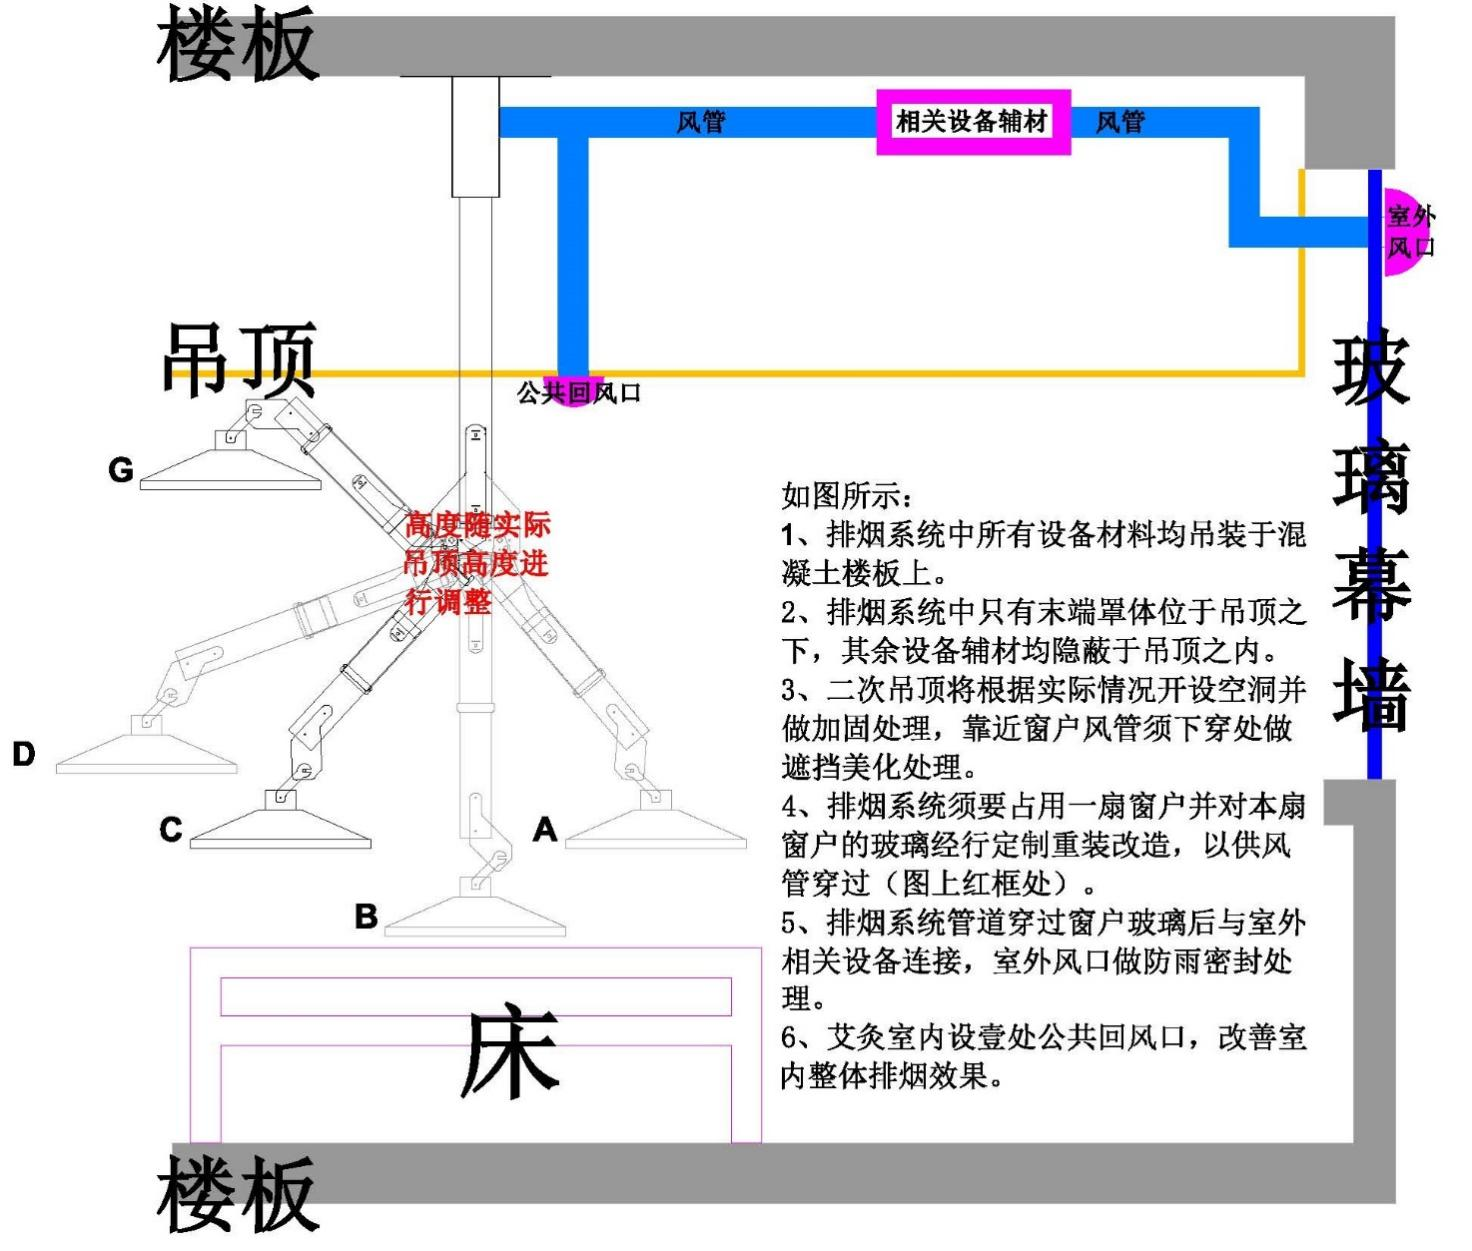 楼板
风管
相关设备辅材
风管
室外
风口
吊顶
公共回风口
玻璃幕墙
G
高度随实际
吊顶高度进
行调整
D
C
A
B
如图所示：
1、排烟系统中所有设备材料均吊装于混
凝土楼板上。
2、排烟系统中只有末端罩体位于吊顶之
下，其余设备辅材均隐蔽于吊顶之内。
3、二次吊顶将根据实际情况开设空洞并
做加固处理，靠近窗户风管须下穿处做
遮挡美化处理。
4、排烟系统须要占用一扇窗户并对本扇
窗户的玻璃经行定制重装改造，以供风
管穿过（图上红框处）。
5、排烟系统管道穿过窗户玻璃后与室外
相关设备连接，室外风口做防雨密封处
理。
6、艾灸室内设壹处公共回风口，改善室
内整体排烟效果。
床
楼板